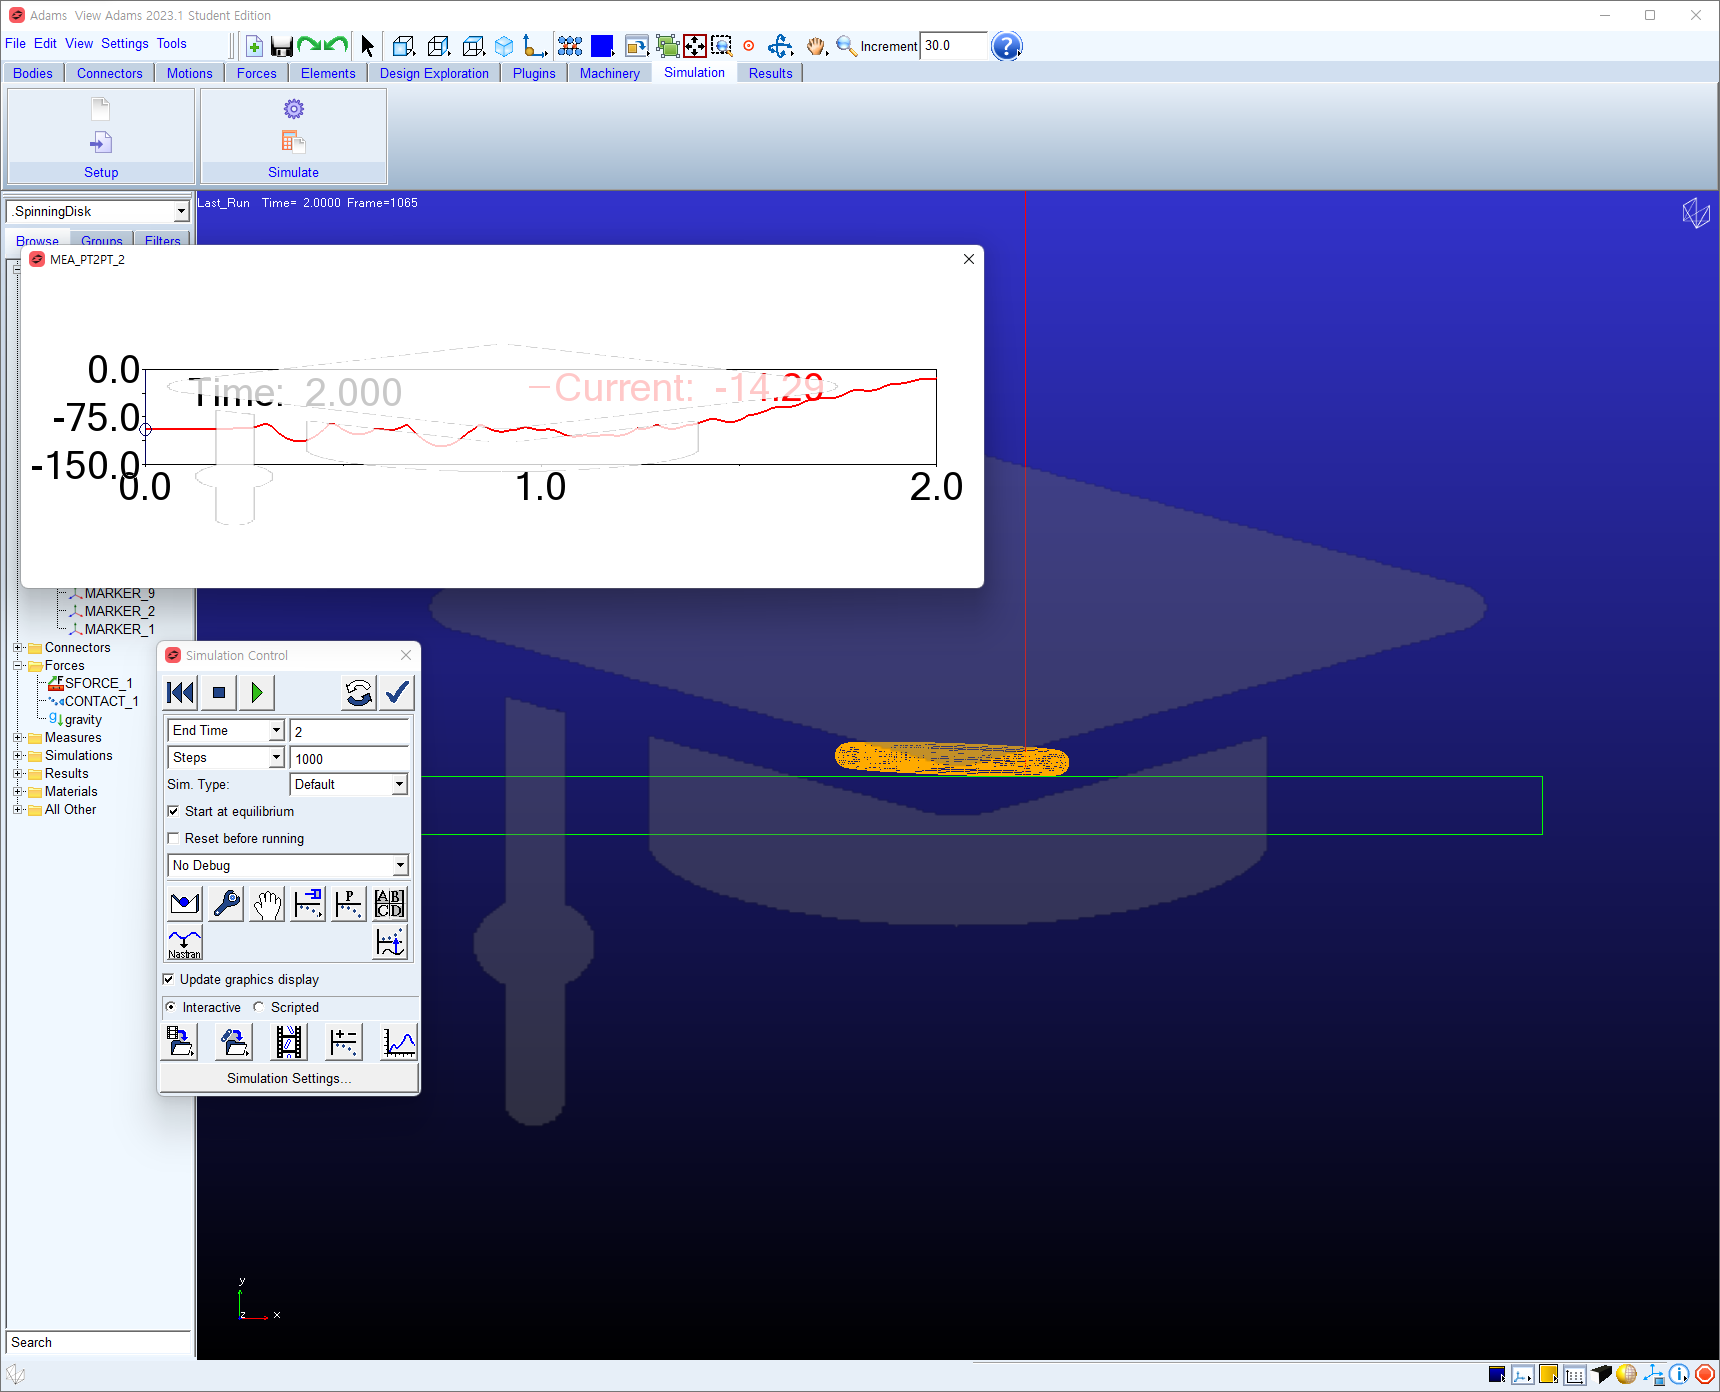 Adams View Adams 2023.1 Student Edition
File Edit View Settings Tools
Increment 30.0
Bodies Connectors Motions Forces Elements Design Exploration Plugins Machinery Simulation Results
Setup Simulate
.SpinningDisk
Last_Run Time= 2.0000 Frame=1065
Browse Groups Filters
MEA_PT2PT_2
0.0
-75.0
-150.0
Time: 2.000
Current: -14.29
0.0 1.0 2.0
MARKER_9
MARKER_2
MARKER_1
Connectors
Forces
SFORCE_1
CONTACT_1
gravity
Measures
Simulations
Results
Materials
All Other
Search
Simulation Control
End Time 2
Steps 1000
Sim. Type: Default
Start at equilibrium
Reset before running
No Debug
P
A B C D
Nastran
Update graphics display
Interactive Scripted
Simulation Settings...
y
z x